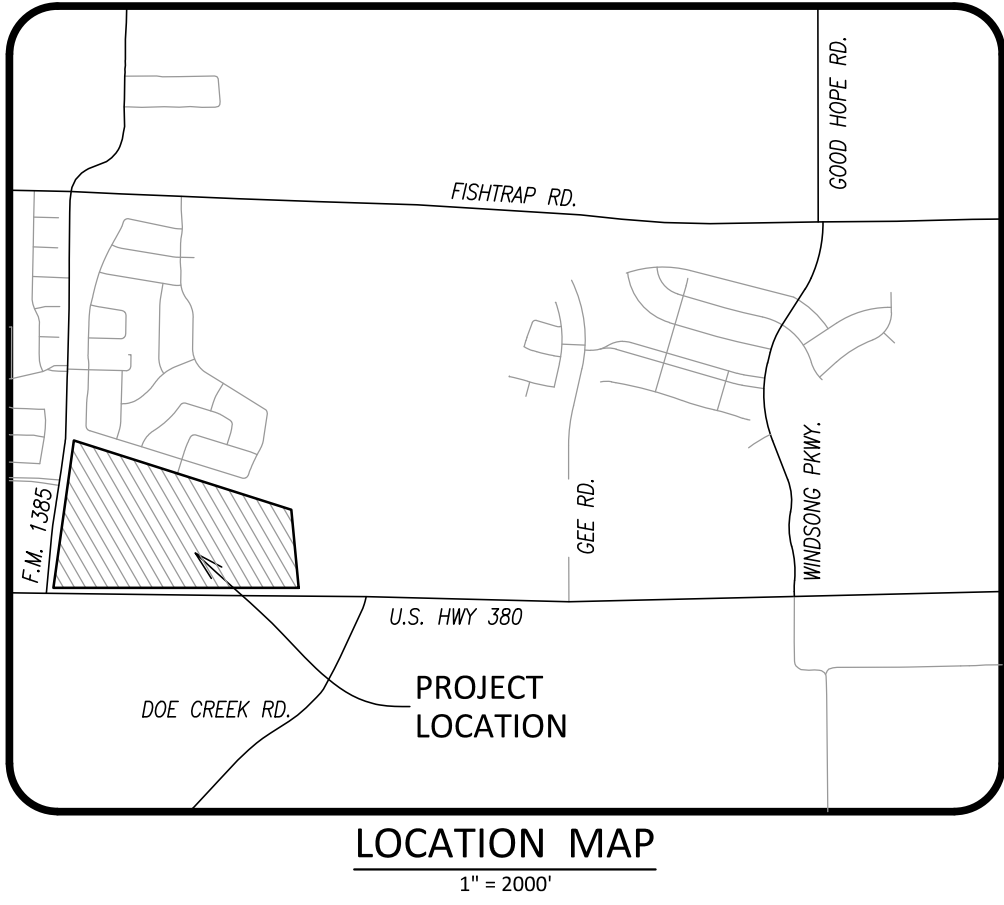 GOOD HOPE RD.
FISHTRAP RD.
WINDSONG PKWY.
GEE RD.
F.M. 1385
U.S. HWY 380
PROJECT
LOCATION
DOE CREEK RD.
LOCATION MAP
1" = 2000'